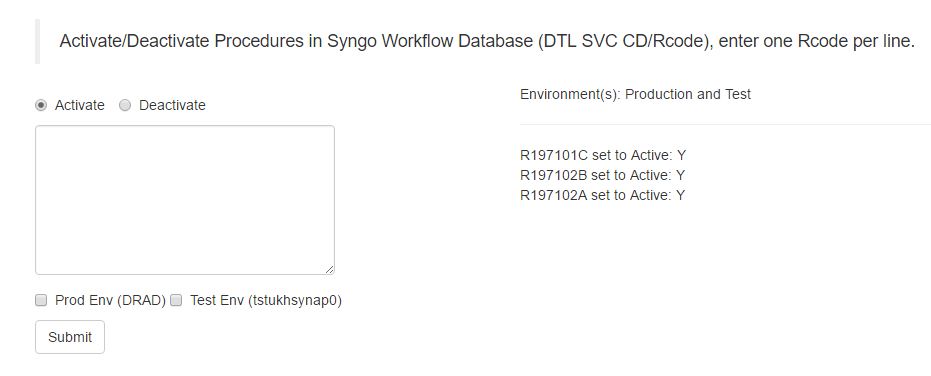 Activate/Deactivate Procedures in Syngo Workflow Database (DTL SVC CD/Rcode), enter one Rcode per line.
Activate Deactivate
Prod Env (DRAD) Test Env (tstukhsynap0)
Submit
Environment(s): Production and Test
R197101C set to Active: Y
R197102B set to Active: Y
R197102A set to Active: Y